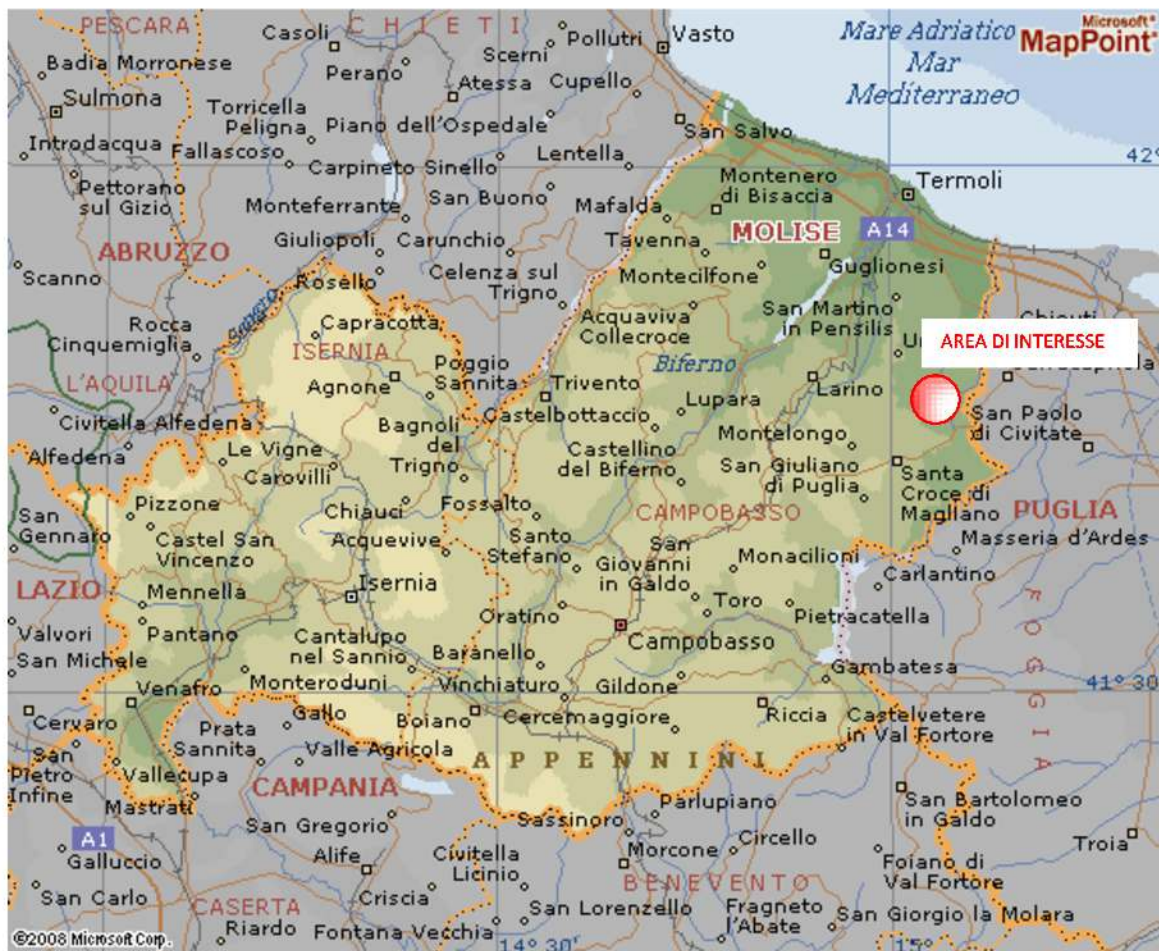 PESCARA
CHIETI
Casoli
Pollutri
Vasto
Mare Adriatico
Mar
Mediterraneo
Microsoft®
MapPoint®
Badia Morronese
Perano
Scerni
Sulmona
Atessa
Cupello
Torricella
Peligna
Piano dell'Ospedale
San Salvo
Introdacqua
Fallascoso
Carpineto Sinello
Lentella
42°
Pettorano
sul Gizio
Monteferrante
San Buono
Mafalda
Montenero
di Bisaccia
Termoli
ABRUZZO
Giuliopoli
Carunchio
Tavenna
MOLISE
A14
Scanno
Rosello
Celenza sul
Trigno
Montecilfone
Guglionesi
Sangro
Rocca
Cinquemiglia
Capracotta
Acquaviva
Collecroce
San Martino
in Pensilis
ISERNIA
Poggio
Sannita
Biferno
AREA DI INTERESSE
L'AQUILA
Agnone
Trivento
Larino
Civitella Alfedena
Castelbottaccio
Lupara
San Paolo
di Civitate
Alfedena
Le Vigne
Bagnoli
del
Trigno
Castellino
del Biferno
Montelongo
Carovilli
San Giuliano
di Puglia
Santa
Croce di
Magliano
Pizzone
Fossalto
San
Gennaro
Chiauci
CAMPOBASSO
PUGLIA
Castel San
Vincenzo
Acquevive
Santo
Stefano
San
Giovanni
in Galdo
Monacilioni
Masseria d'Ardes
LAZIO
Mennella
Isernia
Carlantino
Oratino
Toro
Pietracatella
Valvori
Pantano
Cantalupo
nel Sannio
Campobasso
FOGGIA
San Michele
Baranello
Gambatesa
Venafro
Monteroduni
Vinchiaturo
Gildone
41°30
Cervaro
Prata
Sannita
Gallo
Boiano
Cercemaggiore
Riccia
Castelvetere
in Val Fortore
San
Pietro
Infine
Valle Agricola
APPENNINI
Vallecupa
CAMPANIA
Mastrati
Parlupiano
San Bartolomeo
in Galdo
San Gregorio
Sassinoro
Circello
A1
Troia
Galluccio
Alife
Civitella
Licinio
Morcone
Foiano di
Val Fortore
San Carlo
Criscia
BENEVENTO
CASERTA
San Lorenzello
Fragneto
l'Abate
San Giorgio la Molara
©2008 Microsoft Corp.
Riardo
Fontana Vecchia
14°30'
15°